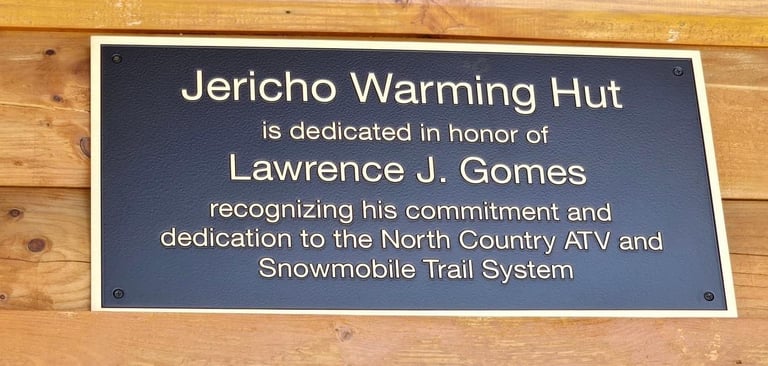 Jericho Warming Hut
is dedicated in honor of
Lawrence J. Gomes
recognizing his commitment and
dedication to the North Country ATV and
Snowmobile Trail System